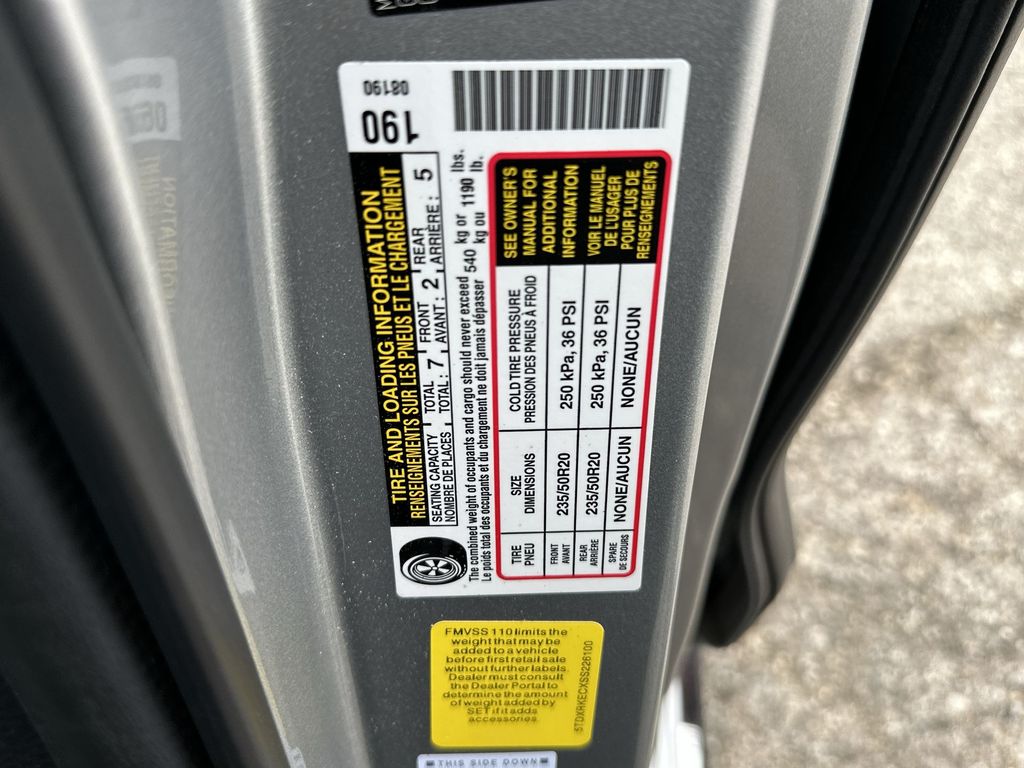 190
08190
TIRE AND LOADING INFORMATION
RENSEIGNEMENTS SUR LES PNEUS ET LE CHARGEMENT
SEATING CAPACITY TOTAL FRONT REAR
NOMBRE DE PLACES TOTAL: 7 AVANT: 2 ARRIÈRE: 5
The combined weight of occupants and cargo should never exceed 540 kg or 1190 lbs.
Le poids total des occupants et du chargement ne doit jamais dépasser kg ou lb.
TIRE SIZE COLD TIRE PRESSURE
PNEU DIMENSIONS PRESSION DES PNEUS À FROID
FRONT AVANT 235/50R20 250 kPa, 36 PSI
REAR ARRIÈRE 235/50R20 250 kPa, 36 PSI
SPARE DE SECOURS NONE/AUCUN NONE/AUCUN
SEE OWNER'S
MANUAL FOR
ADDITIONAL
INFORMATION
VOIR LE MANUEL
DE L'USAGER
POUR PLUS DE
RENSEIGNEMENTS
FMVSS 110 limits the
weight that may be
added to a vehicle
before first retail sale
without further labels.
Dealer must consult
the Dealer Portal to
determine the amount
of weight added by
SET if it adds
accessories
5TDXRKECXSS226100
THIS SIDE DOWN